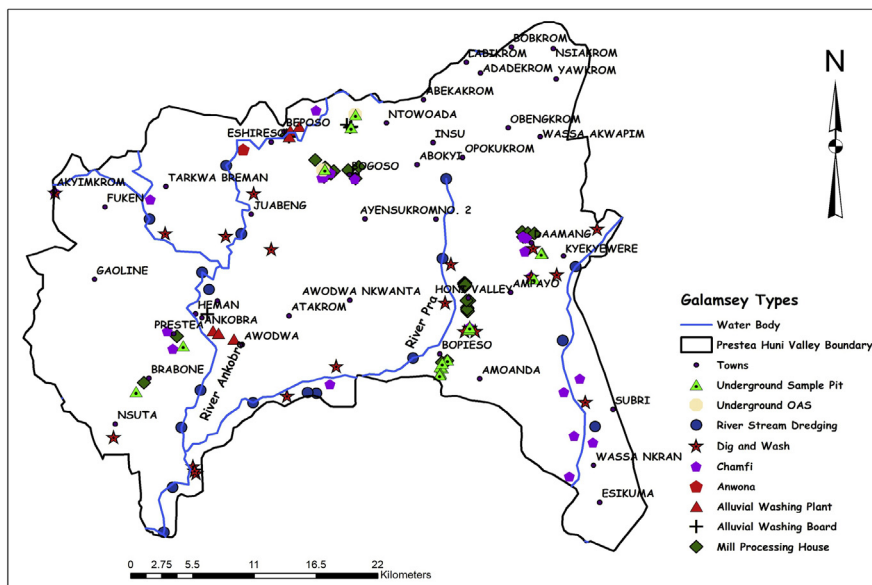 BOBKROM
LABIKROM
NSIAKROM
N
ADADEKROM
YAWKROM
ABEKAKROM
BEPOSO
NTOWOADA
OBENGKROM
ESHIRESO
INSU
WASSA AKWAPIM
BOGOSO
ABOKYI
OPOKUKROM
AKYIMKROM
TARKWA BREMAN
FUKEN
JUABENG
AYENSUKROMNO. 2
DAAMANG
KYEKYEWERE
GAOLINE
AWODWA NKWANTA
HONI VALLEY
AMPAYO
HEMAN
ATAKROM
PRESTEA
ANKOBRA
AWODWA
River Pra
River Ankobra
BOPIESO
BRABONE
AMOANDA
NSUTA
SUBRI
WASSA NKRAN
ESIKUMA
Galamsey Types
Water Body
Prestea Huni Valley Boundary
Towns
Underground Sample Pit
Underground OAS
River Stream Dredging
Dig and Wash
Chamfi
Anwona
Alluvial Washing Plant
Alluvial Washing Board
Mill Processing House
0 2.75 5.5 11 16.5 22
Kilometers